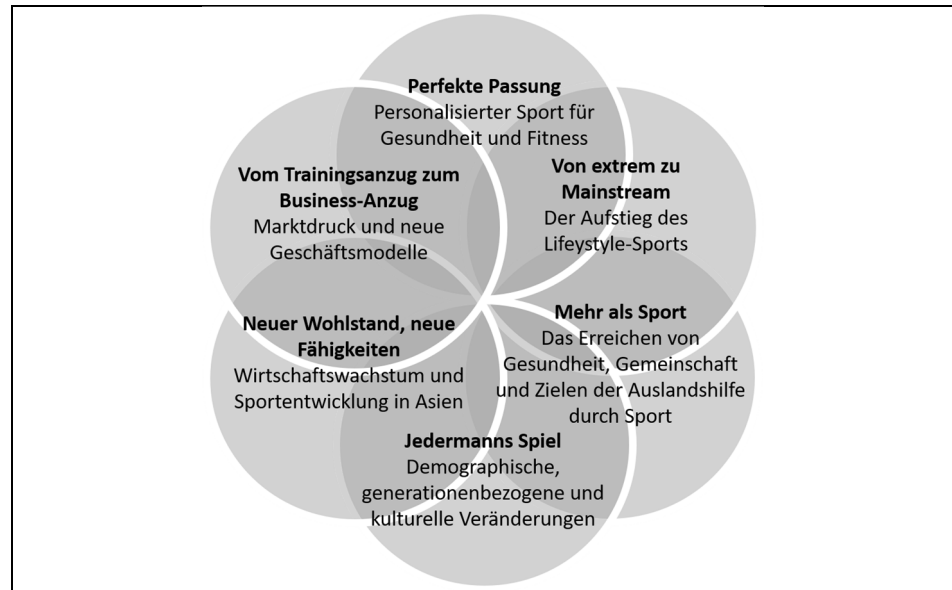 Perfekte Passung
Personalisierter Sport für
Gesundheit und Fitness
Von extrem zu
Mainstream
Der Aufstieg des
Lifeystyle-Sports
Mehr als Sport
Das Erreichen von
Gesundheit, Gemeinschaft
und Zielen der Auslandshilfe
durch Sport
Jedermanns Spiel
Demographische,
generationenbezogene und
kulturelle Veränderungen
Neuer Wohlstand, neue
Fähigkeiten
Wirtschaftswachstum und
Sportentwicklung in Asien
Vom Trainingsanzug zum
Business-Anzug
Marktdruck und neue
Geschäftsmodelle